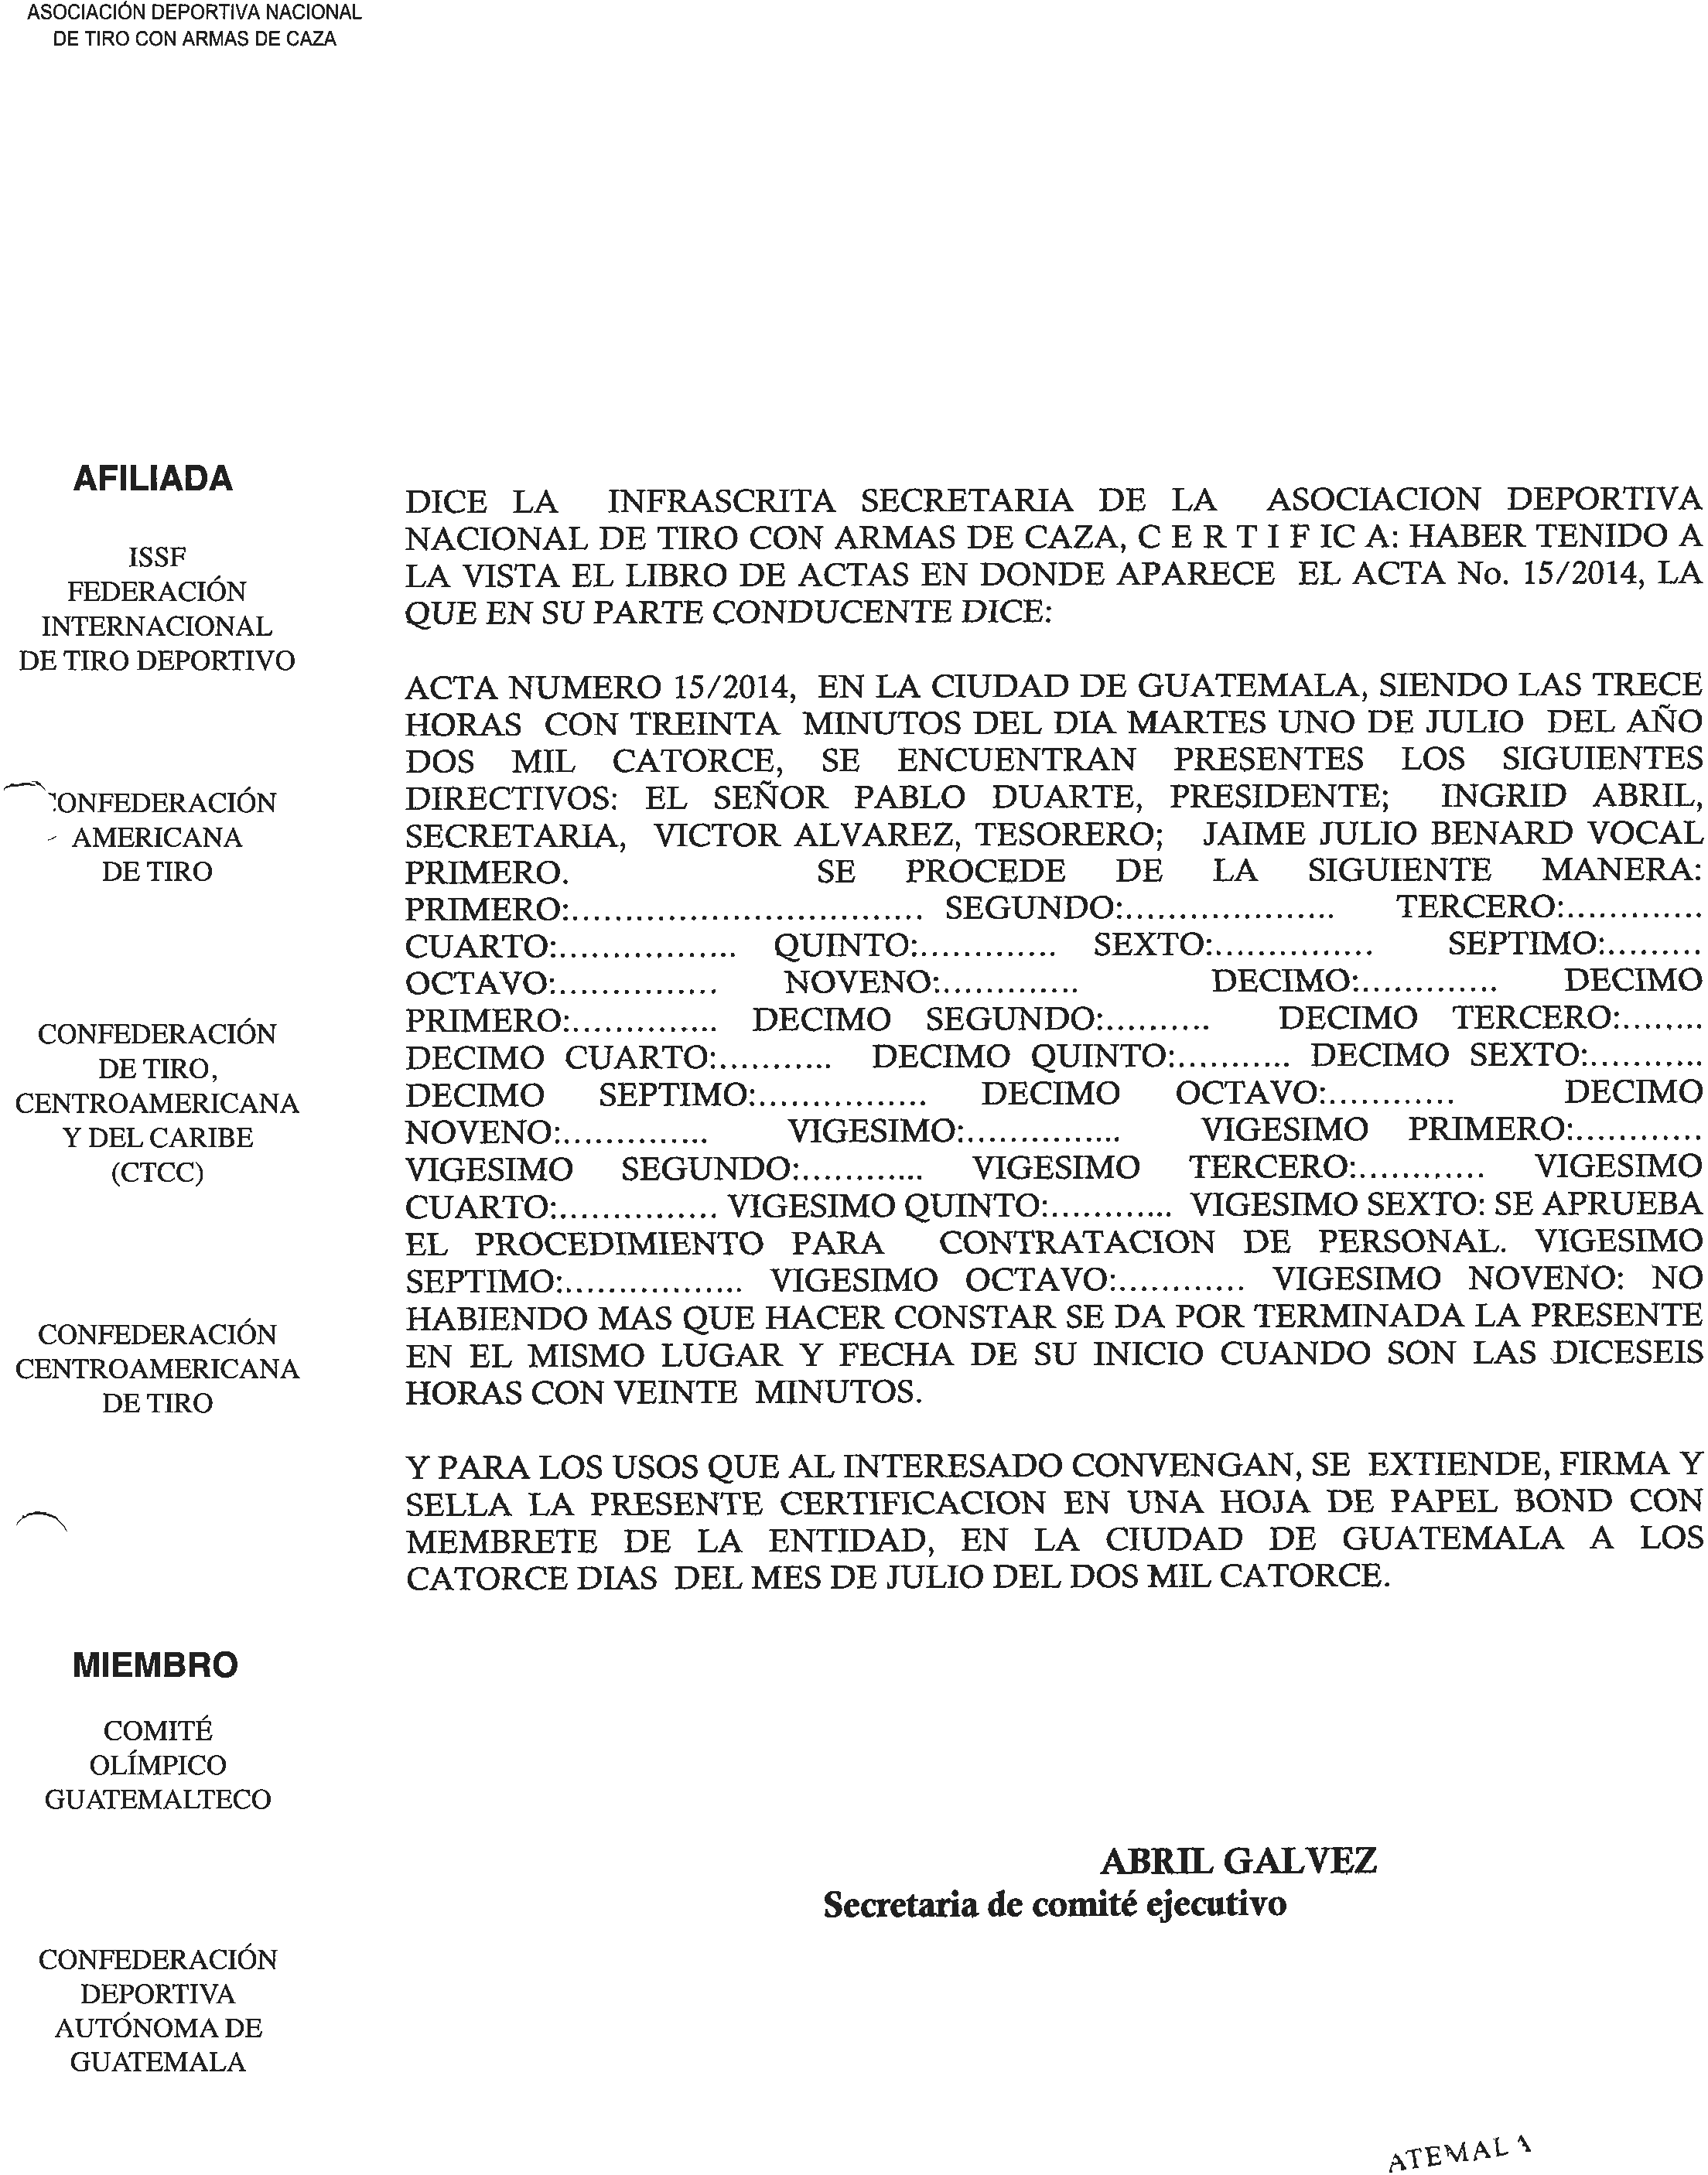 ASOCIACIÓN DEPORTIVA NACIONAL
DE TIRO CON ARMAS DE CAZA
AFILIADA
ISSF
FEDERACIÓN
INTERNACIONAL
DE TIRO DEPORTIVO
CONFEDERACIÓN
AMERICANA
DE TIRO
CONFEDERACIÓN
DE TIRO,
CENTROAMERICANA
Y DEL CARIBE
(CTCC)
CONFEDERACIÓN
CENTROAMERICANA
DE TIRO
MIEMBRO
COMITÉ
OLÍMPICO
GUATEMALTECO
CONFEDERACIÓN
DEPORTIVA
AUTÓNOMA DE
GUATEMALA
DICE LA INFRASCRITA SECRETARIA DE LA ASOCIACION DEPORTIVA
NACIONAL DE TIRO CON ARMAS DE CAZA, C E R T I F IC A: HABER TENIDO A
LA VISTA EL LIBRO DE ACTAS EN DONDE APARECE EL ACTA No. 15/2014, LA
QUE EN SU PARTE CONDUCENTE DICE:
ACTA NUMERO 15/2014, EN LA CIUDAD DE GUATEMALA, SIENDO LAS TRECE
HORAS CON TREINTA MINUTOS DEL DIA MARTES UNO DE JULIO DEL AÑO
DOS MIL CATORCE, SE ENCUENTRAN PRESENTES LOS SIGUIENTES
DIRECTIVOS: EL SEÑOR PABLO DUARTE, PRESIDENTE; INGRID ABRIL,
SECRETARIA, VICTOR ALVAREZ, TESORERO; JAIME JULIO BENARD VOCAL
PRIMERO. SE PROCEDE DE LA SIGUIENTE MANERA:
PRIMERO:................................ SEGUNDO:.................... TERCERO:.............
CUARTO:................. QUINTO:.............. SEXTO:............... SEPTIMO:.........
OCTAVO:............... NOVENO:............. DECIMO:............. DECIMO
PRIMERO:.............. DECIMO SEGUNDO:.......... DECIMO TERCERO:........
DECIMO CUARTO:........... DECIMO QUINTO:........... DECIMO SEXTO:...........
DECIMO SEPTIMO:................ DECIMO OCTAVO:............ DECIMO
NOVENO:.............. VIGESIMO:............... VIGESIMO PRIMERO:............
VIGESIMO SEGUNDO:............ VIGESIMO TERCERO:............ VIGESIMO
CUARTO:............... VIGESIMO QUINTO:............ VIGESIMO SEXTO: SE APRUEBA
EL PROCEDIMIENTO PARA CONTRATACION DE PERSONAL. VIGESIMO
SEPTIMO:................. VIGESIMO OCTAVO:............ VIGESIMO NOVENO: NO
HABIENDO MAS QUE HACER CONSTAR SE DA POR TERMINADA LA PRESENTE
EN EL MISMO LUGAR Y FECHA DE SU INICIO CUANDO SON LAS DICESEIS
HORAS CON VEINTE MINUTOS.
Y PARA LOS USOS QUE AL INTERESADO CONVENGAN, SE EXTIENDE, FIRMA Y
SELLA LA PRESENTE CERTIFICACION EN UNA HOJA DE PAPEL BOND CON
MEMBRETE DE LA ENTIDAD, EN LA CIUDAD DE GUATEMALA A LOS
CATORCE DIAS DEL MES DE JULIO DEL DOS MIL CATORCE.
ABRIL GALVEZ
Secretaria de comité ejecutivo
ATEMALA